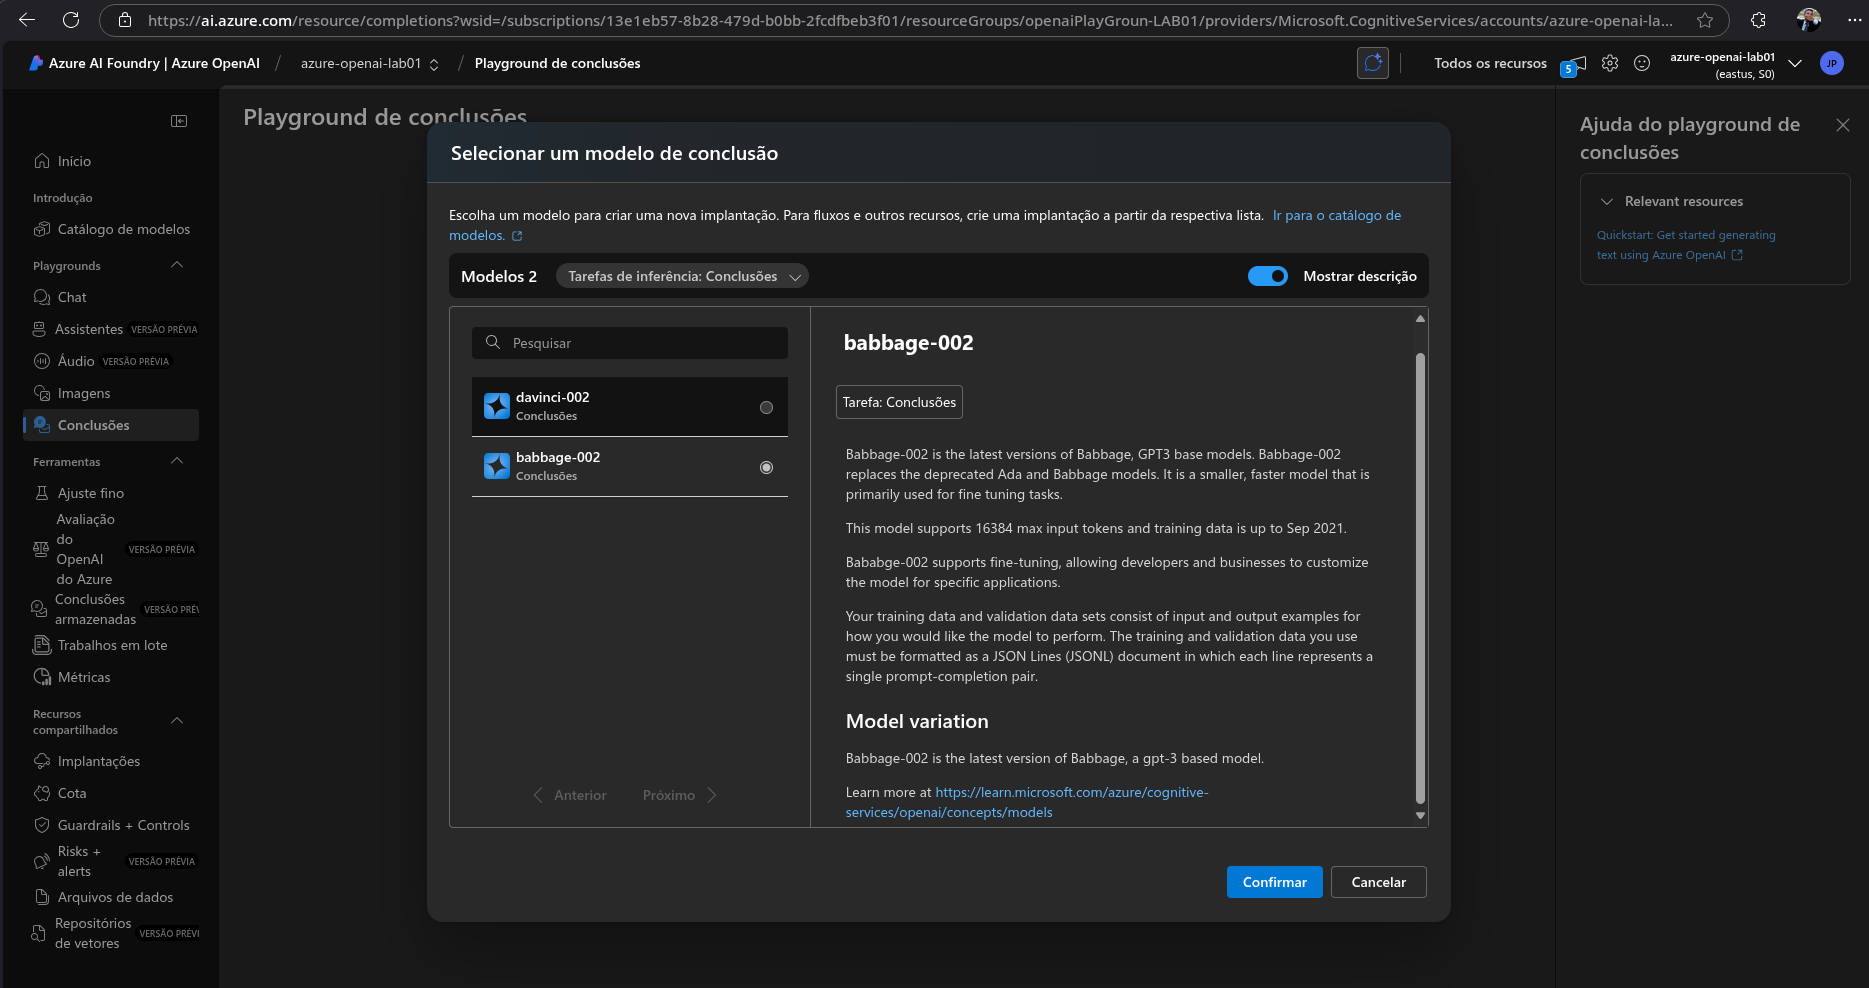 https://ai.azure.com/resource/completions?wsid=/subscriptions/13e1eb57-8b28-479d-b0bb-2fcdfbeb3f01/resourceGroups/openaiPlayGroun-LAB01/providers/Microsoft.CognitiveServices/accounts/azure-openai-la...
Azure AI Foundry | Azure OpenAI / azure-openai-lab01 / Playground de conclusões
Todos os recursos
5
azure-openai-lab01
(eastus, S0)
JP
Início
Introdução
Catálogo de modelos
Playgrounds
Chat
Assistentes VERSÃO PRÉVIA
Áudio VERSÃO PRÉVIA
Imagens
Conclusões
Ferramentas
Ajuste fino
Avaliação
do
OpenAI
do Azure
VERSÃO PRÉVIA
Conclusões
armazenadas
VERSÃO PRÉV
Trabalhos em lote
Métricas
Recursos
compartilhados
Implantações
Cota
Guardrails + Controls
Risks +
alerts
VERSÃO PRÉVIA
Arquivos de dados
Repositórios
de vetores
VERSÃO PRÉVI
Playground de conclusões
Selecionar um modelo de conclusão
Escolha um modelo para criar uma nova implantação. Para fluxos e outros recursos, crie uma implantação a partir da respectiva lista. Ir para o catálogo de
modelos.
Modelos 2
Tarefas de inferência: Conclusões
Mostrar descrição
Pesquisar
davinci-002
Conclusões
babbage-002
Conclusões
Anterior
Próximo
babbage-002
Tarefa: Conclusões
Babbage-002 is the latest versions of Babbage, GPT3 base models. Babbage-002
replaces the deprecated Ada and Babbage models. It is a smaller, faster model that is
primarily used for fine tuning tasks.
This model supports 16384 max input tokens and training data is up to Sep 2021.
Bababge-002 supports fine-tuning, allowing developers and businesses to customize
the model for specific applications.
Your training data and validation data sets consist of input and output examples for
how you would like the model to perform. The training and validation data you use
must be formatted as a JSON Lines (JSONL) document in which each line represents a
single prompt-completion pair.
Model variation
Babbage-002 is the latest version of Babbage, a gpt-3 based model.
Learn more at https://learn.microsoft.com/azure/cognitive-
services/openai/concepts/models
Confirmar
Cancelar
Ajuda do playground de
conclusões
Relevant resources
Quickstart: Get started generating
text using Azure OpenAI